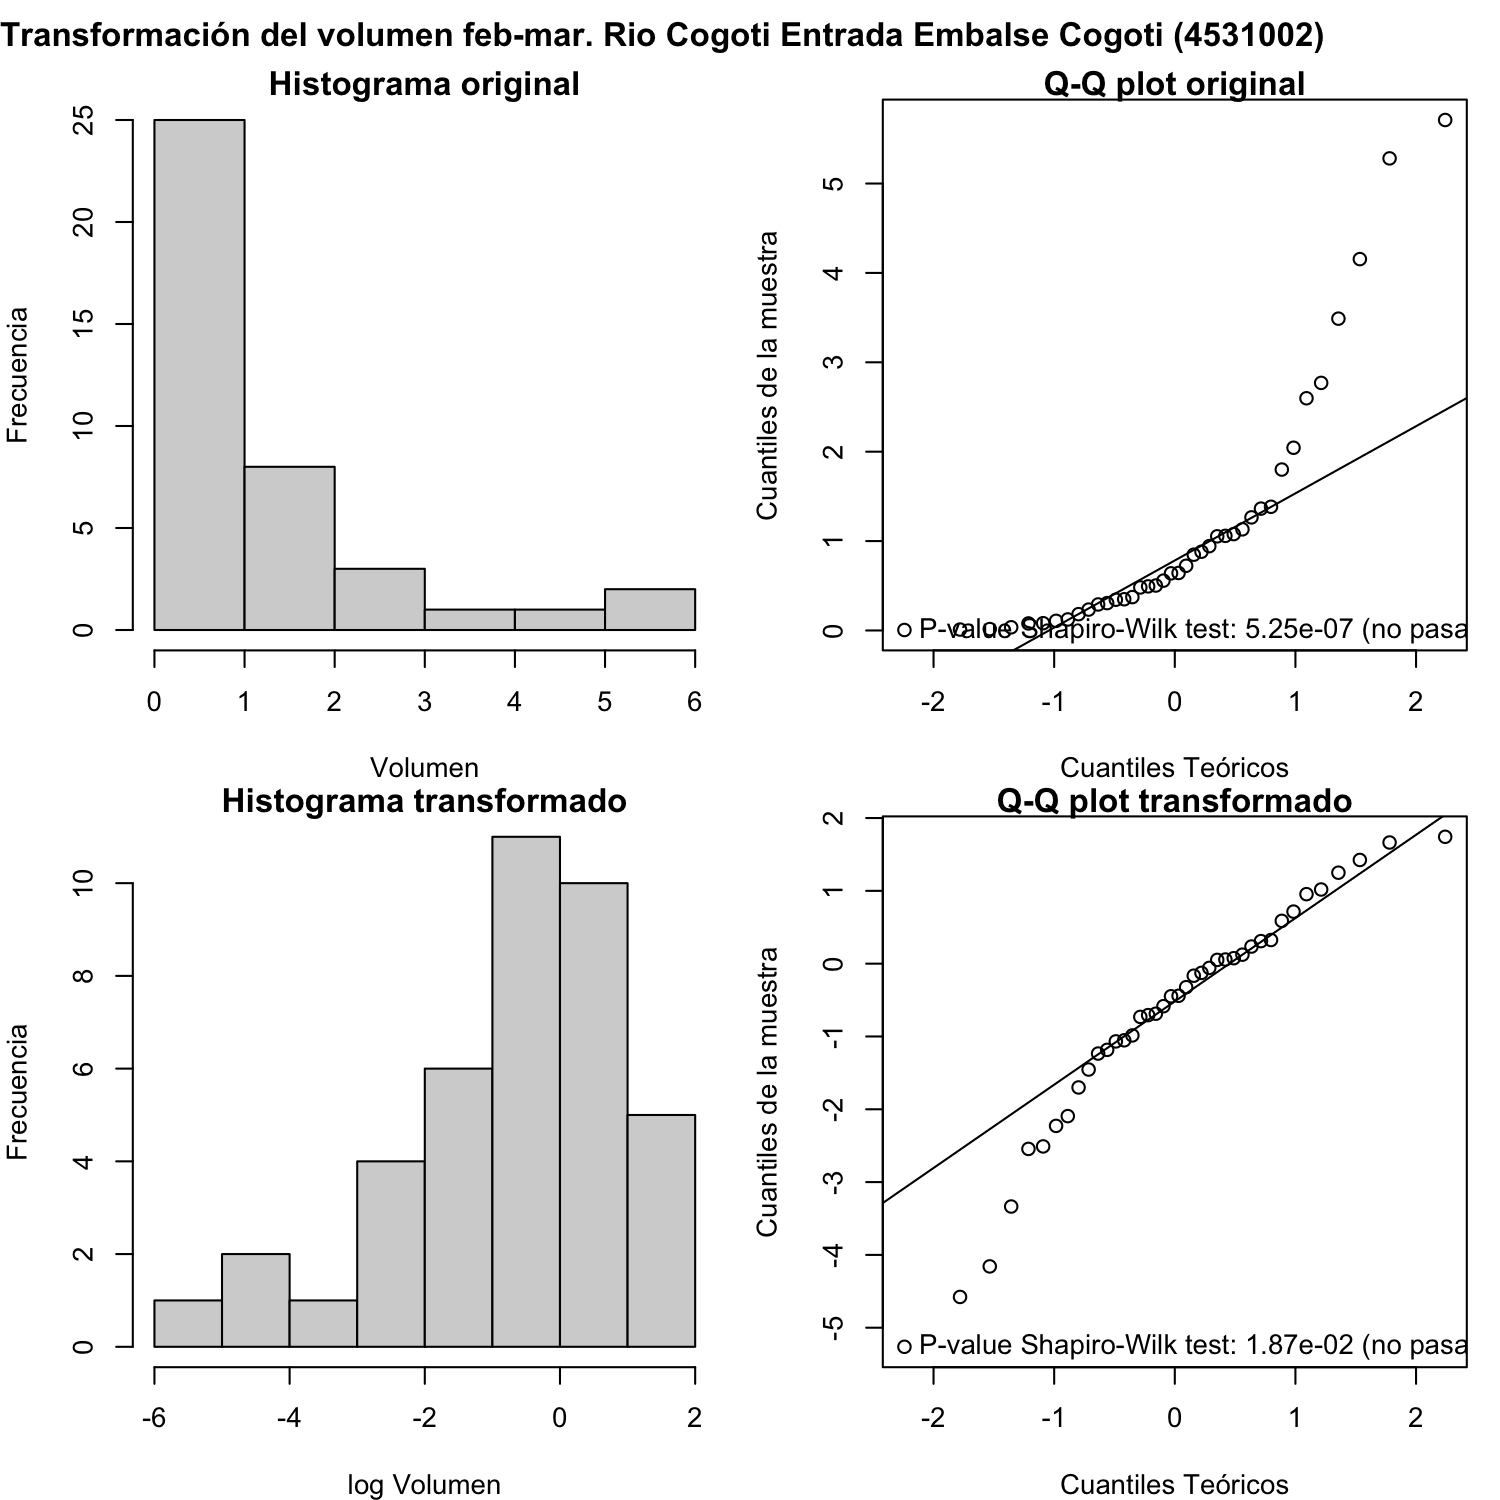 Transformación del volumen feb-mar. Rio Cogoti Entrada Embalse Cogoti (4531002)
Histograma original
Frecuencia
25
20
15
10
5
0
0 1 2 3 4 5 6
Volumen
Q-Q plot original
Cuantiles de la muestra
5
4
3
2
1
0
P-value Shapiro-Wilk test: 5.25e-07 (no pasa
-2 -1 0 1 2
Cuantiles Teóricos
Histograma transformado
Frecuencia
10
8
6
4
2
0
-6 -4 -2 0 2
log Volumen
Q-Q plot transformado
Cuantiles de la muestra
2
1
0
-1
-2
-3
-4
-5
P-value Shapiro-Wilk test: 1.87e-02 (no pasa
-2 -1 0 1 2
Cuantiles Teóricos